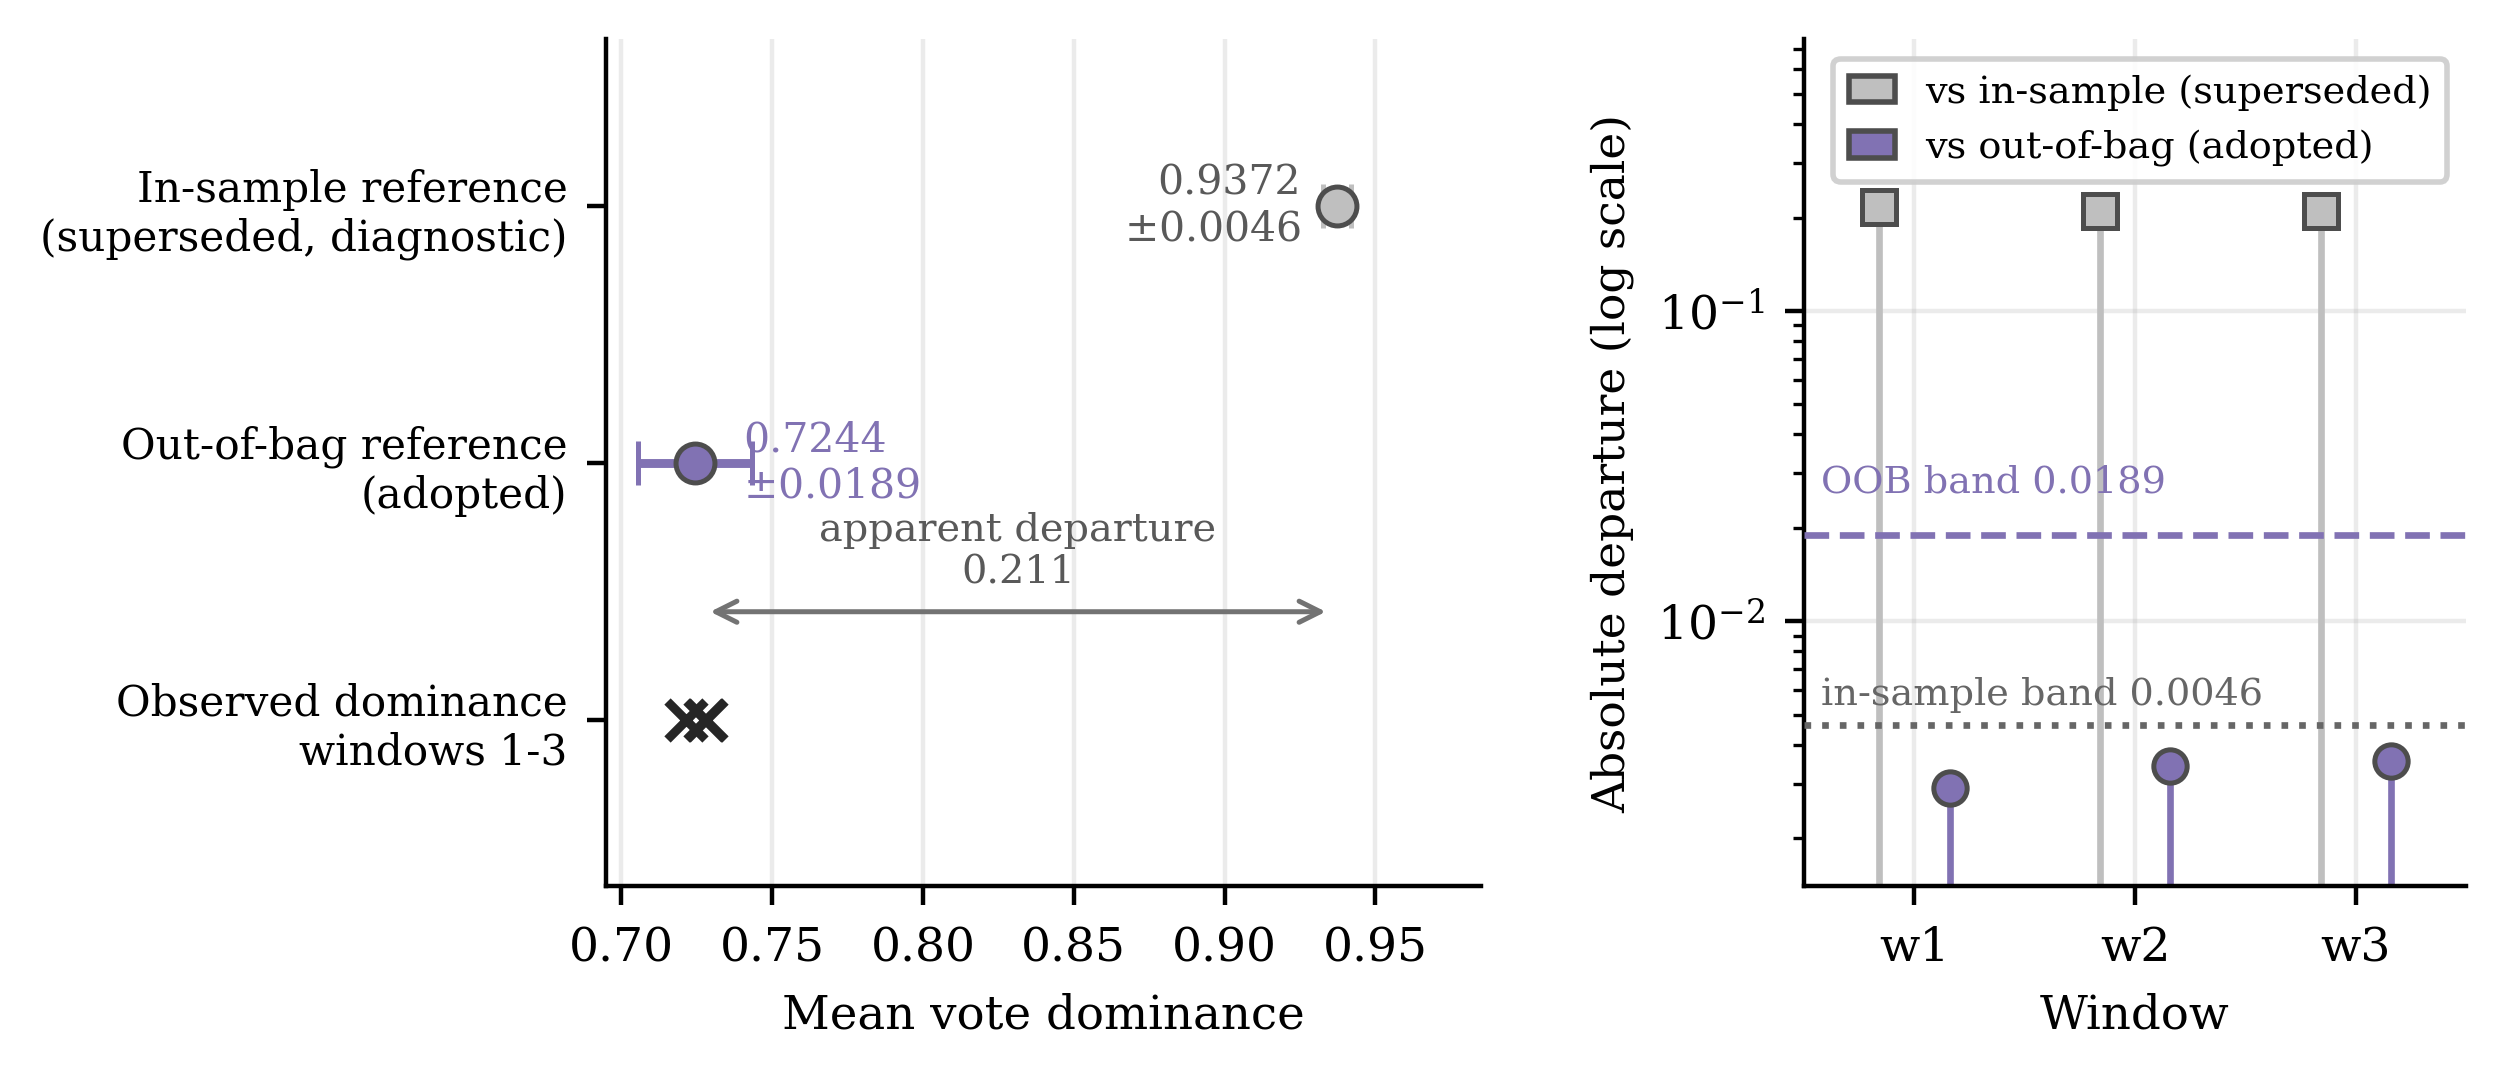 In-sample reference
(superseded, diagnostic)
Out-of-bag reference
(adopted)
Observed dominance
windows 1-3
0.9372
±0.0046
0.7244
±0.0189
apparent departure
0.211
0.70 0.75 0.80 0.85 0.90 0.95
Mean vote dominance
Absolute departure (log scale)
10⁻¹
10⁻²
vs in-sample (superseded)
vs out-of-bag (adopted)
OOB band 0.0189
in-sample band 0.0046
w1 w2 w3
Window